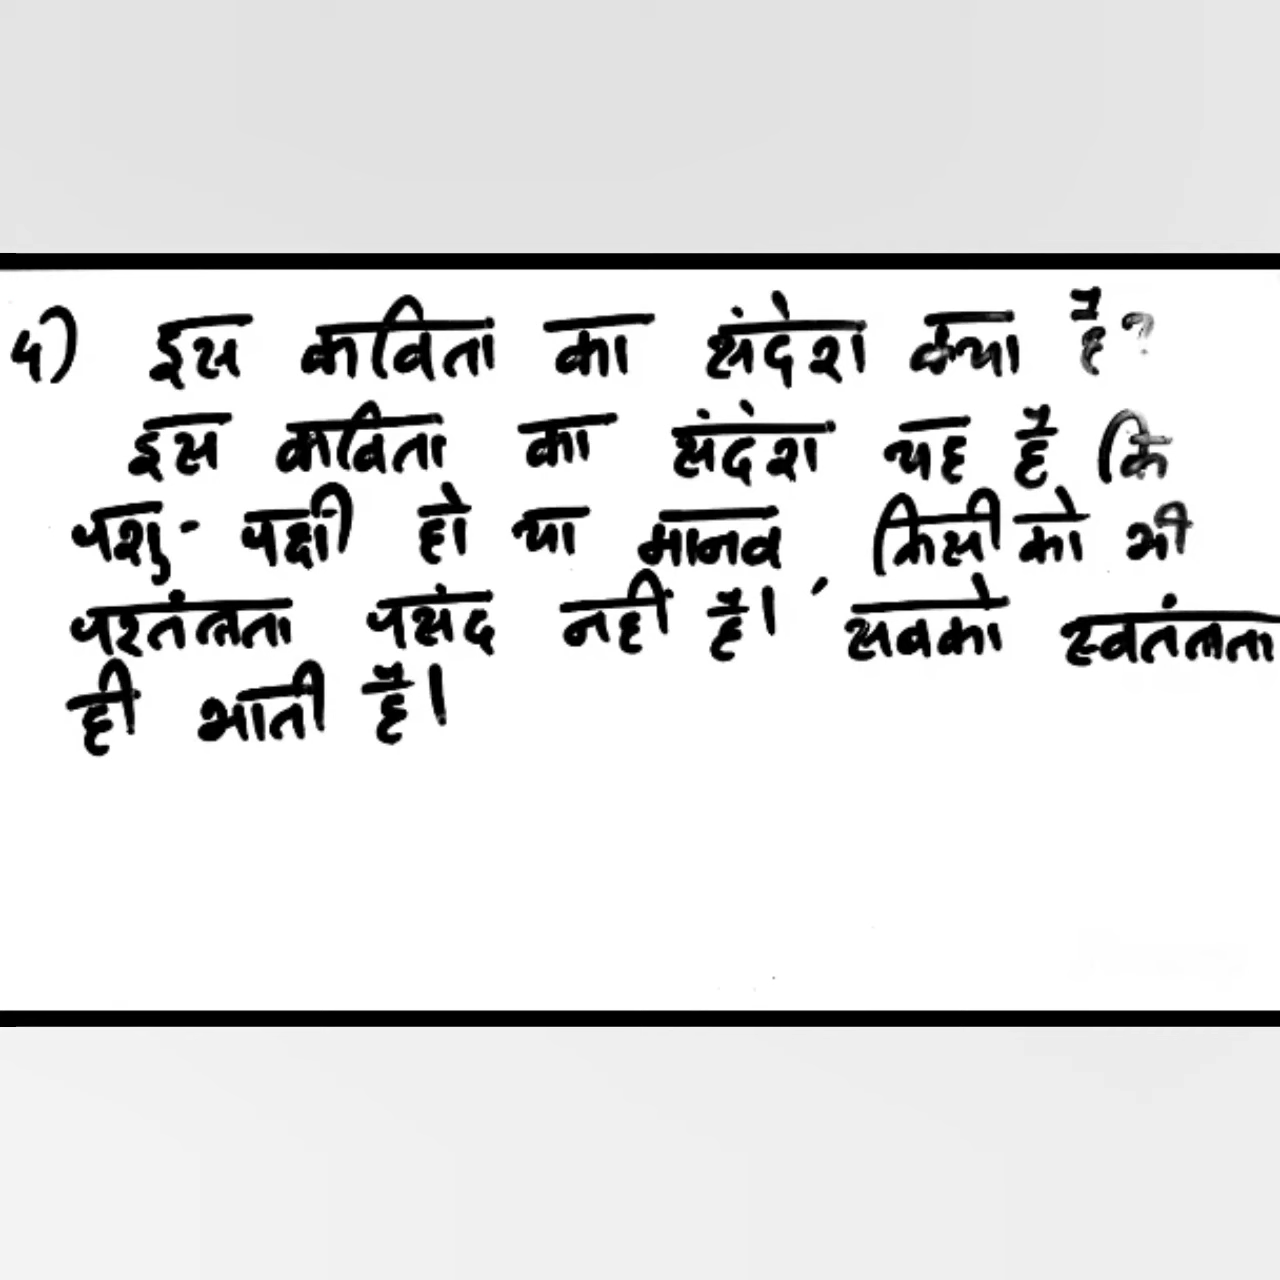 4) इस कविता का संदेश क्या है?
इस कविता का संदेश यह है कि
पशु-पक्षी हो या मानव किसी को भी
परतंत्रता पसंद नहीं है। सबको स्वतंत्रता
ही भाती है।